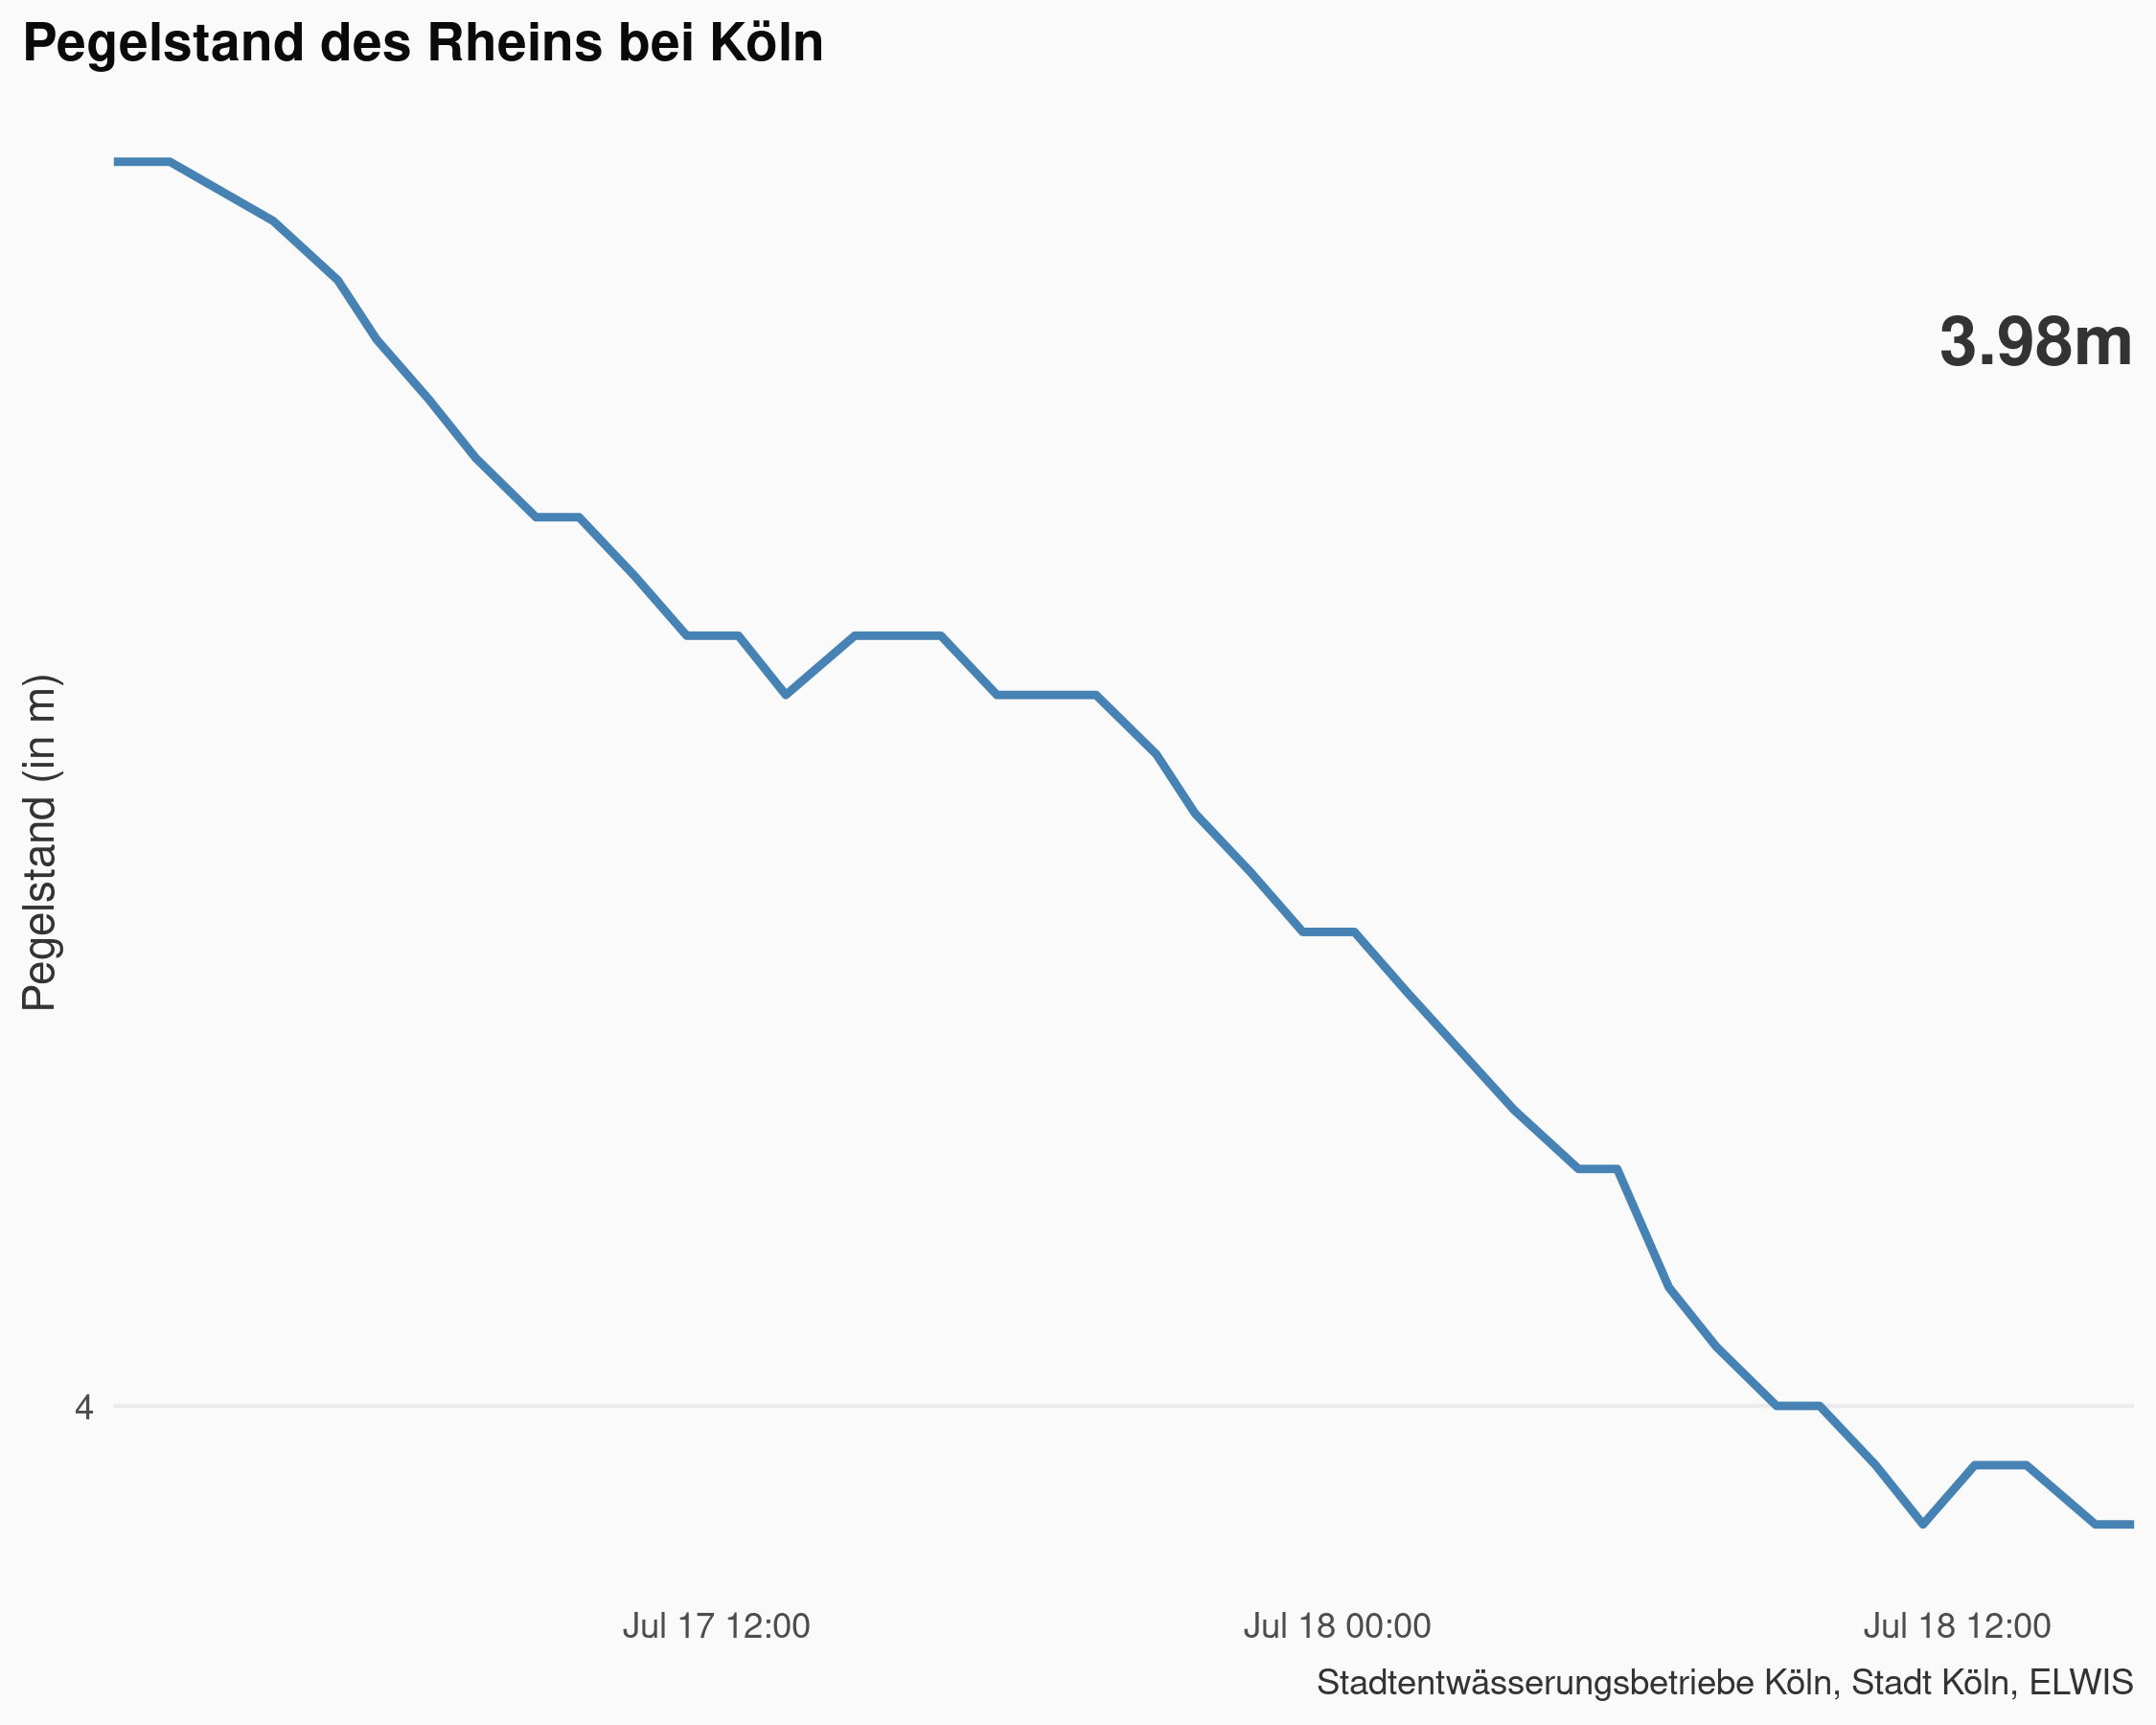 Pegelstand des Rheins bei Köln
3.98m
Pegelstand (in m)
4
Jul 17 12:00
Jul 18 00:00
Jul 18 12:00
Stadtentwässerungsbetriebe Köln, Stadt Köln, ELWIS